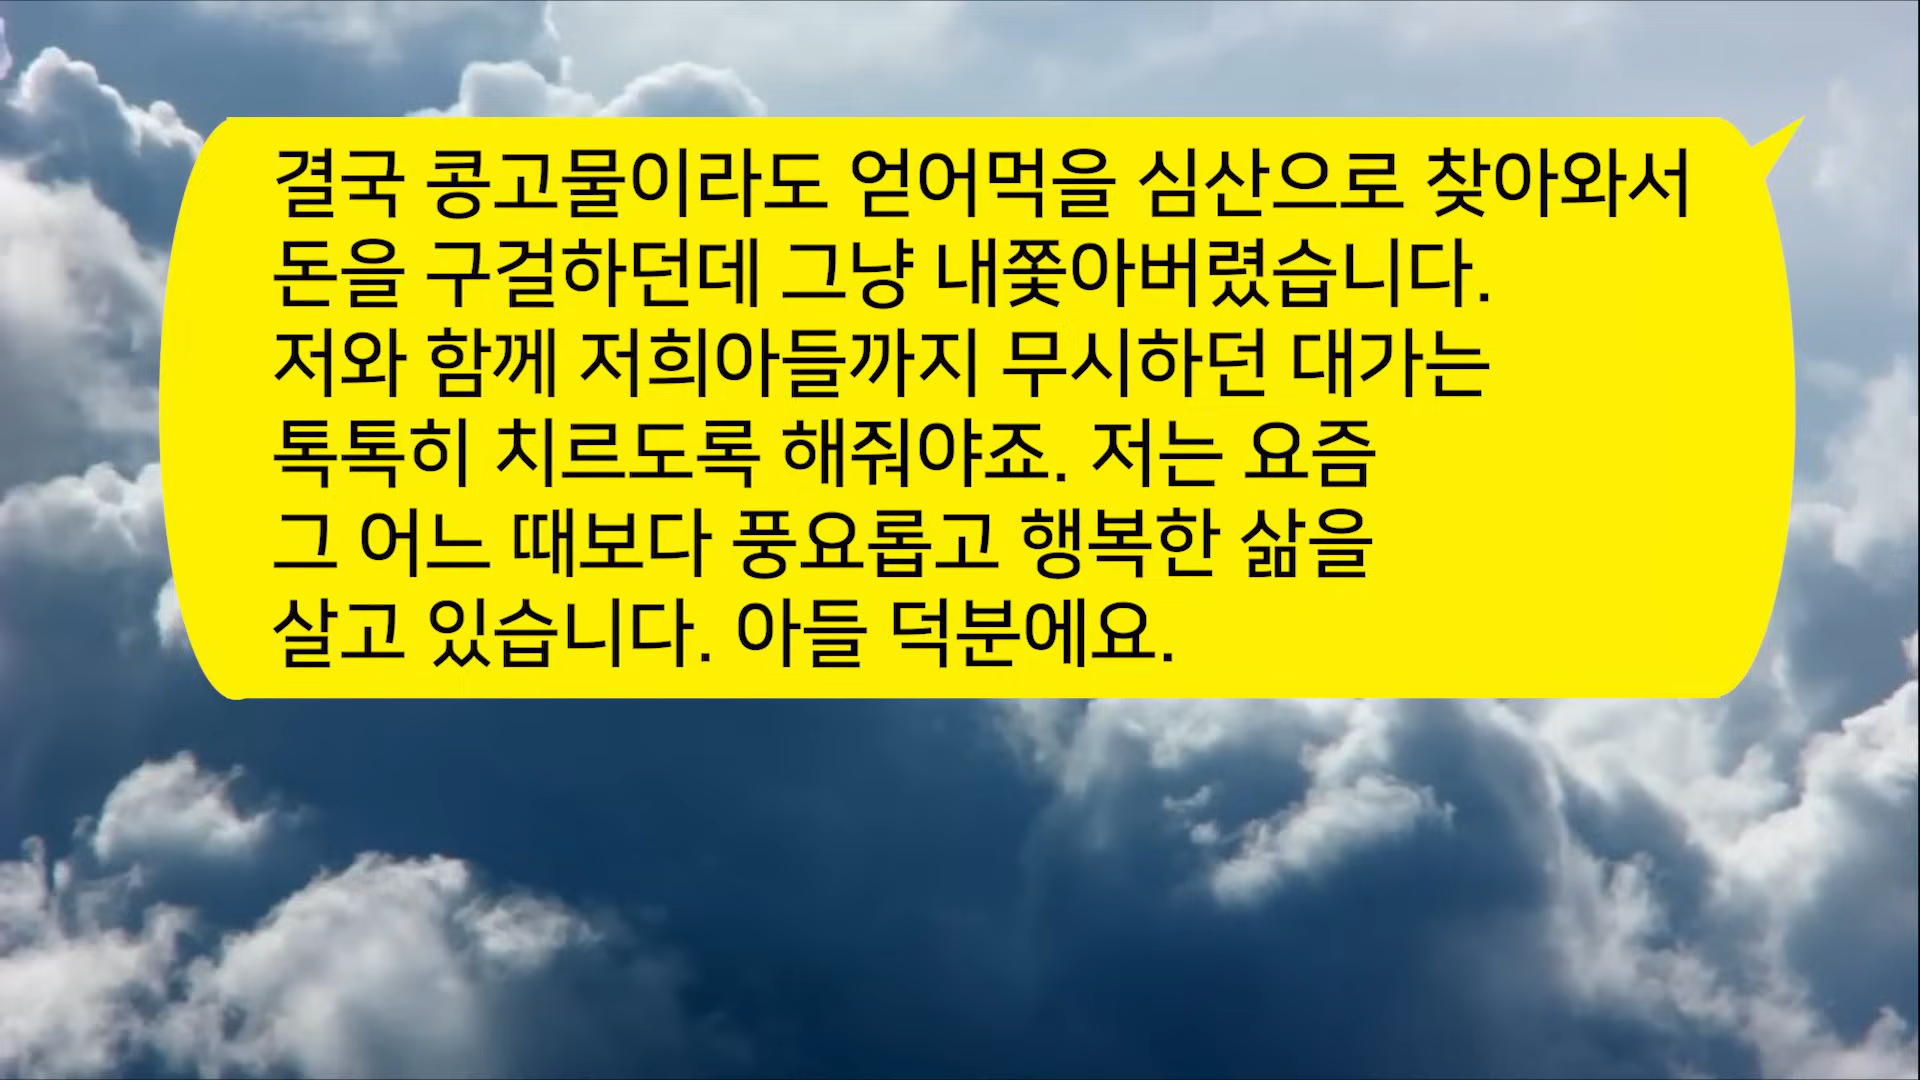 결국 콩고물이라도 얻어먹을 심산으로 찾아와서
돈을 구걸하던데 그냥 내쫓아버렸습니다.
저와 함께 저희아들까지 무시하던 대가는
톡톡히 치르도록 해줘야죠. 저는 요즘
그 어느 때보다 풍요롭고 행복한 삶을
살고 있습니다. 아들 덕분에요.